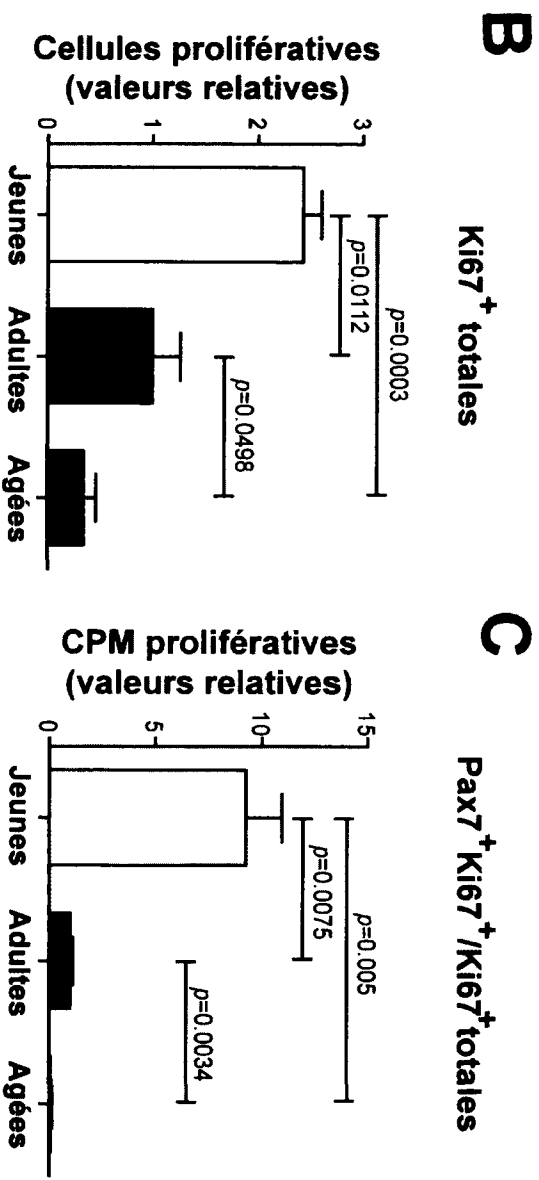 B
Ki67⁺ totales
Cellules prolifératives
(valeurs relatives)
3
2
1
0
p=0.0003
p=0.0112
p=0.0498
Jeunes
Adultes
Agées
C
Pax7⁺Ki67⁺/Ki67⁺totales
CPM prolifératives
(valeurs relatives)
15
10
5
0
p=0.005
p=0.0075
p=0.0034
Jeunes
Adultes
Agées